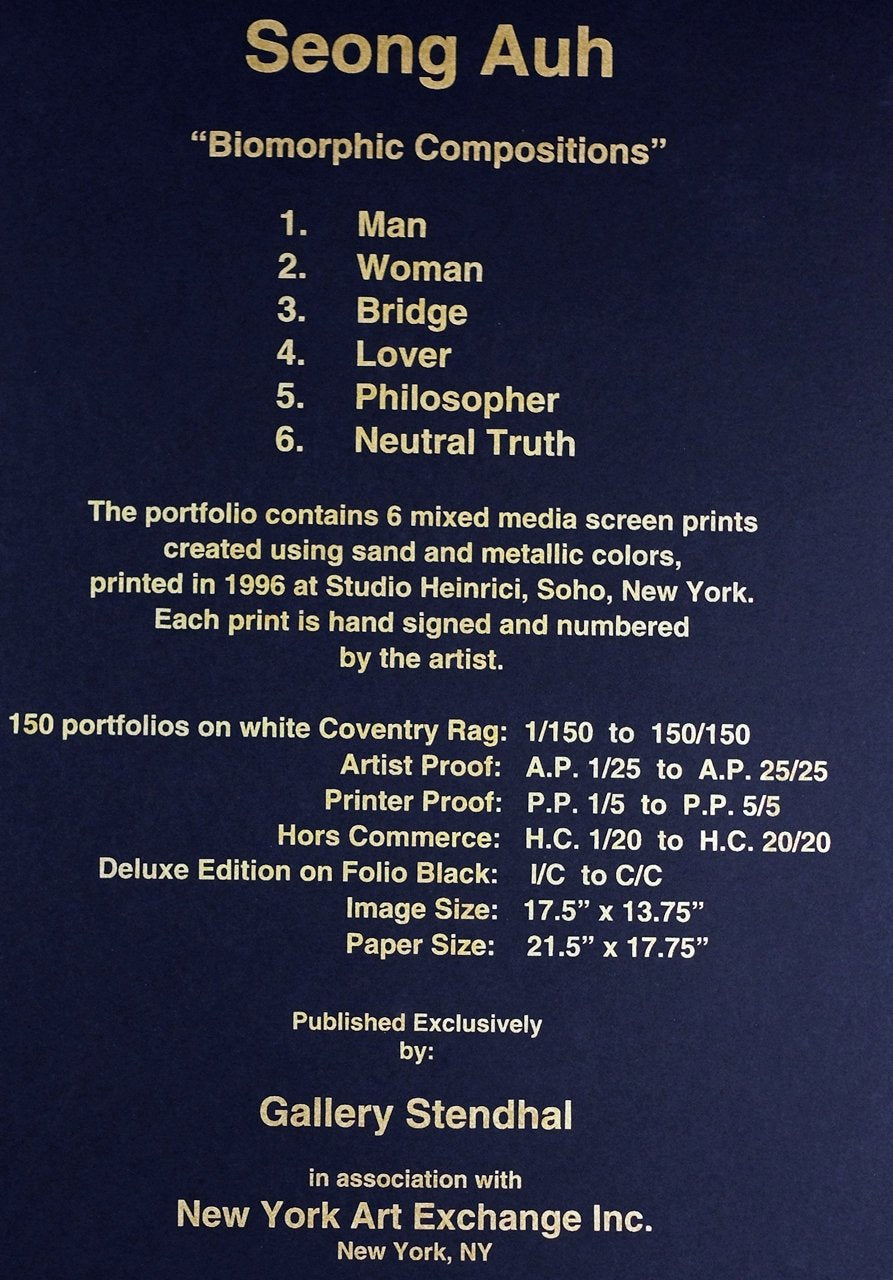 Seong Auh
“Biomorphic Compositions”
1. Man
2. Woman
3. Bridge
4. Lover
5. Philosopher
6. Neutral Truth
The portfolio contains 6 mixed media screen prints
created using sand and metallic colors,
printed in 1996 at Studio Heinrici, Soho, New York.
Each print is hand signed and numbered
by the artist.
150 portfolios on white Coventry Rag: 1/150 to 150/150
Artist Proof: A.P. 1/25 to A.P. 25/25
Printer Proof: P.P. 1/5 to P.P. 5/5
Hors Commerce: H.C. 1/20 to H.C. 20/20
Deluxe Edition on Folio Black: I/C to C/C
Image Size: 17.5” x 13.75”
Paper Size: 21.5” x 17.75”
Published Exclusively
by:
Gallery Stendhal
in association with
New York Art Exchange Inc.
New York, NY